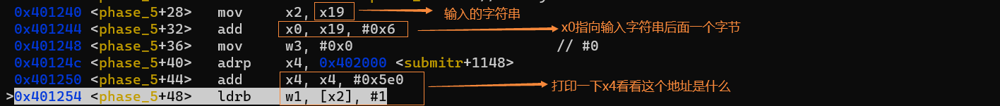 0x401240 <phase_5+28> mov x2, x19 输入的字符串
0x401244 <phase_5+32> add x0, x19, #0x6 x0指向输入字符串后面一个字节
0x401248 <phase_5+36> mov w3, #0x0 // #0
0x40124c <phase_5+40> adrp x4, 0x402000 <submitr+1148>
0x401250 <phase_5+44> add x4, x4, #0x5e0
>0x401254 <phase_5+48> ldrb w1, [x2], #1 打印一下x4看看这个地址是什么